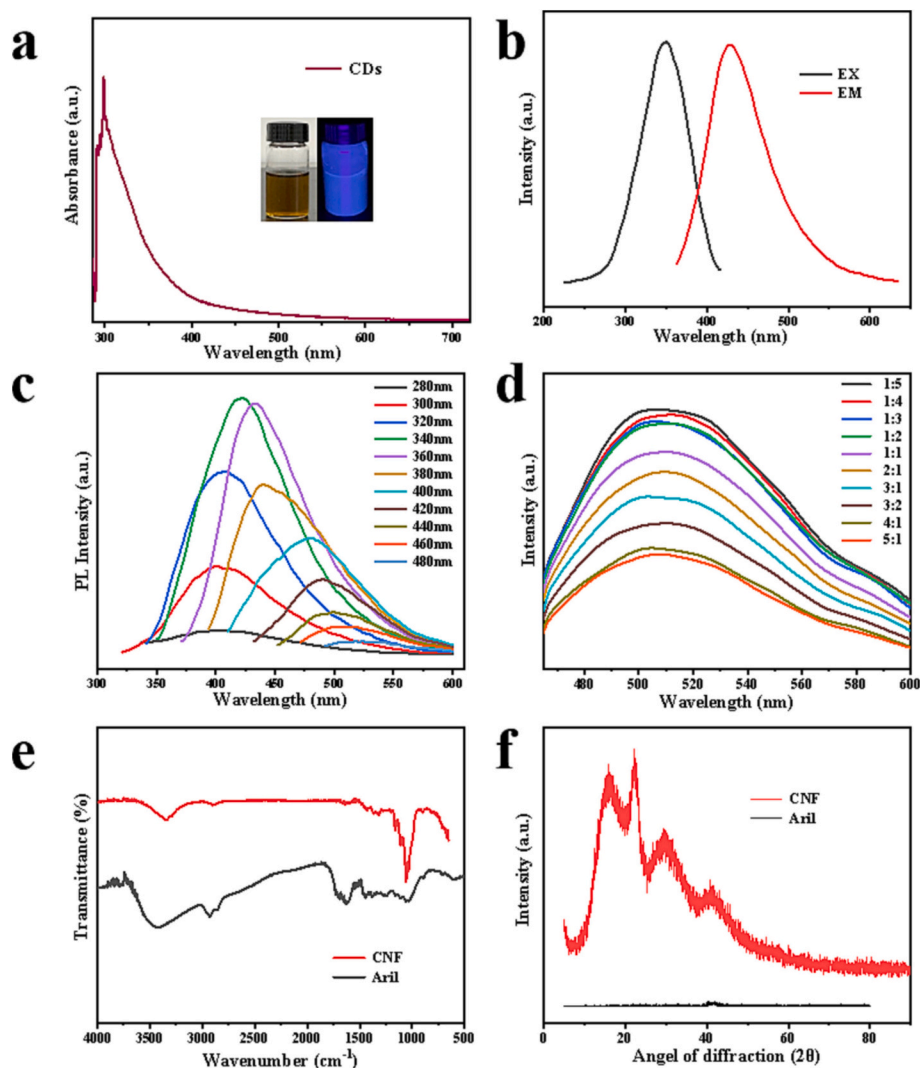 a
CDs
Absorbance (a.u.)
300 400 500 600 700
Wavelength (nm)
b
EX
EM
Intensity (a.u.)
200 300 400 500 600
Wavelength (nm)
c
280nm
300nm
320nm
340nm
360nm
380nm
400nm
420nm
440nm
460nm
480nm
PL Intensity (a.u.)
300 350 400 450 500 550 600
Wavelength (nm)
d
1:5
1:4
1:3
1:2
1:1
2:1
3:1
3:2
4:1
5:1
Intensity (a.u.)
480 500 520 540 560 580 600
Wavelength (nm)
e
Transmittance (%)
CNF
Aril
4000 3500 3000 2500 2000 1500 1000 500
Wavenumber (cm⁻¹)
f
CNF
Aril
Intensity (a.u.)
0 20 40 60 80
Angel of diffraction (2θ)